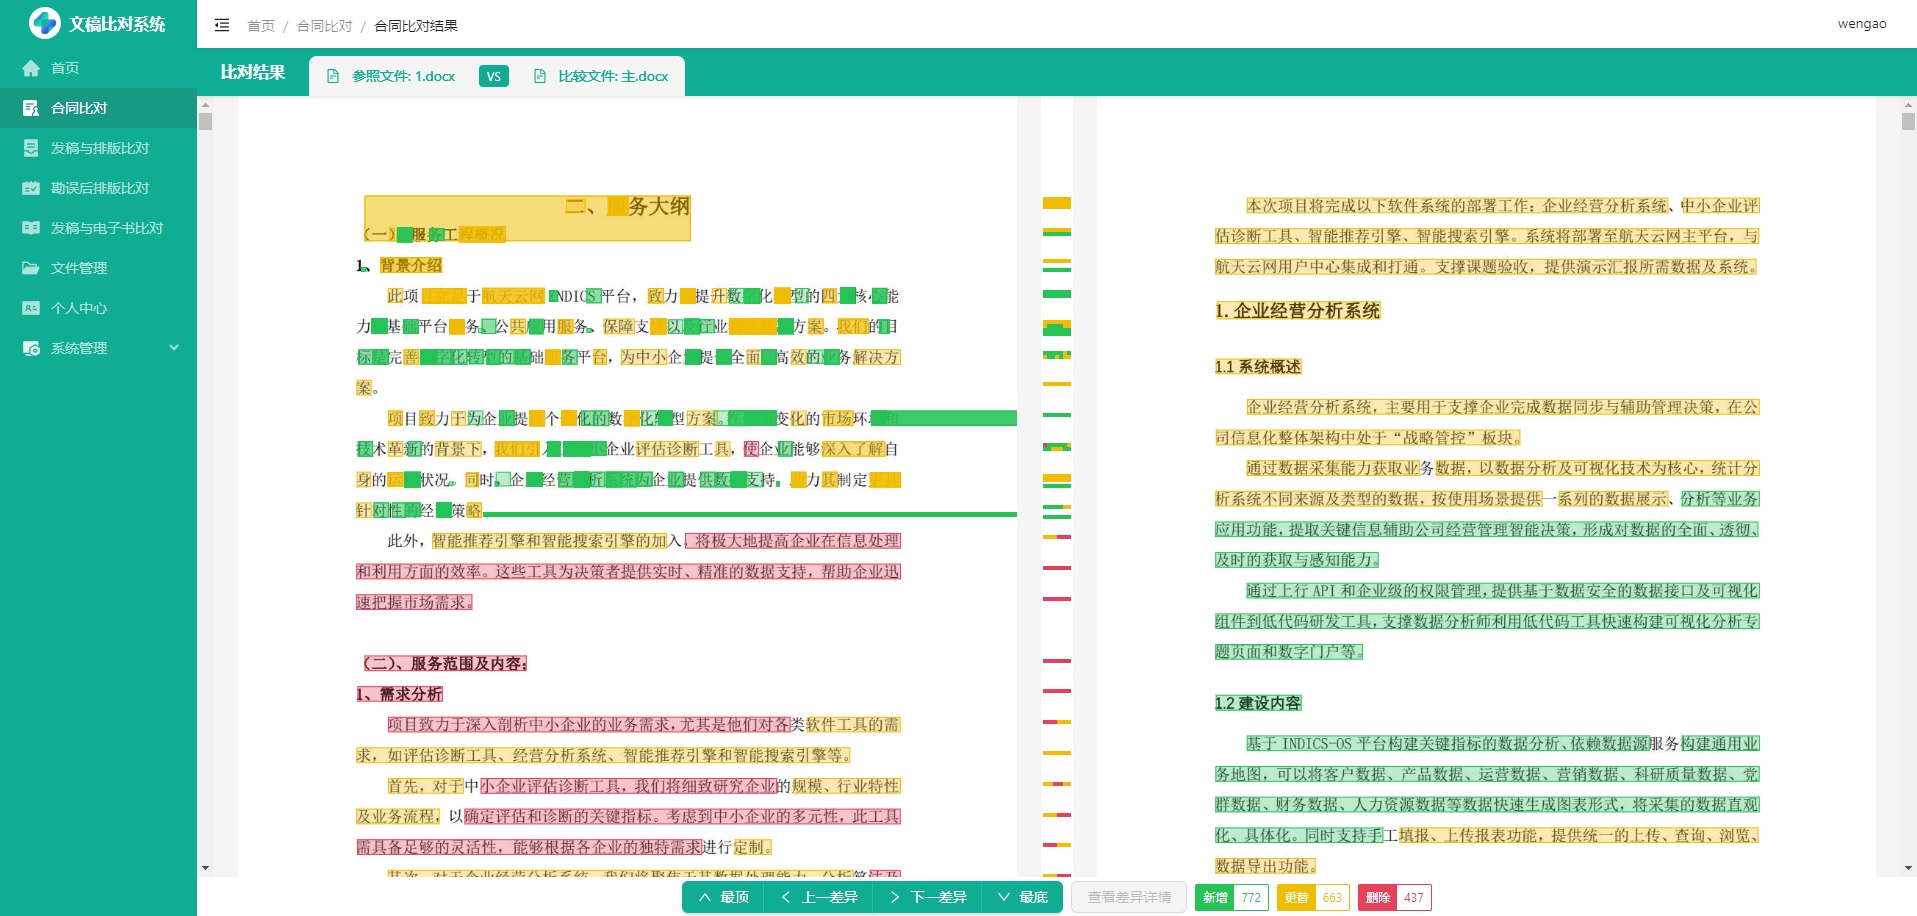 文稿比对系统
首页 / 合同比对 / 合同比对结果
wengao
首页
合同比对
发稿与排版比对
勘误后排版比对
发稿与电子书比对
文件管理
个人中心
系统管理
比对结果
参照文件: 1.docx
VS
比较文件: 主.docx
二、服务大纲
(一) 服务工程概况
1、背景介绍
此项 于航天云网 INDICS 平台，致力 提升数 化 型的四 核心能
力 基础平台 务、公共应用服务、保障支 以及行业 方案。我们的目
标是完善数字化转型的基础服务平台，为中小企 提 全面 高效的业务解决方
案。
项目致力于为企业提 个 化的数 化 型方案。 变化的市场环 和
技术革新的背景下，我们引入 企业评估诊断工具，使企业能够深入了解自
身的 状况。同时，企 经营 析系统为企业提供数 支持， 力其制定
针对性的经 策略
此外，智能推荐引擎和智能搜索引擎的加入，将极大地提高企业在信息处理
和利用方面的效率。这些工具为决策者提供实时、精准的数据支持，帮助企业迅
速把握市场需求。
（二）、服务范围及内容：
1、需求分析
项目致力于深入剖析中小企业的业务需求，尤其是他们对各类软件工具的需
求，如评估诊断工具、经营分析系统、智能推荐引擎和智能搜索引擎等。
首先，对于中小企业评估诊断工具，我们将细致研究企业的规模、行业特性
及业务流程，以确定评估和诊断的关键指标。考虑到中小企业的多元性，此工具
需具备足够的灵活性，能够根据各企业的独特需求进行定制。
本次项目将完成以下软件系统的部署工作：企业经营分析系统、中小企业评
估诊断工具、智能推荐引擎、智能搜索引擎。系统将部署至航天云网主平台，与
航天云网用户中心集成和打通。支撑课题验收，提供演示汇报所需数据及系统。
1. 企业经营分析系统
1.1 系统概述
企业经营分析系统，主要用于支撑企业完成数据同步与辅助管理决策，在公
司信息化整体架构中处于“战略管控”板块。
通过数据采集能力获取业务数据，以数据分析及可视化技术为核心，统计分
析系统不同来源及类型的数据，按使用场景提供一系列的数据展示、分析等业务
应用功能，提取关键信息辅助公司经营管理智能决策，形成对数据的全面、透彻、
及时的获取与感知能力。
通过上行 API 和企业级的权限管理，提供基于数据安全的数据接口及可视化
组件到低代码研发工具，支撑数据分析师利用低代码工具快速构建可视化分析专
题页面和数字门户等。
1.2 建设内容
基于 INDICS-OS 平台构建关键指标的数据分析、依赖数据源服务构建通用业
务地图，可以将客户数据、产品数据、运营数据、营销数据、科研质量数据、党
群数据、财务数据、人力资源数据等数据快速生成图表形式，将采集的数据直观
化、具体化。同时支持手工填报、上传报表功能，提供统一的上传、查询、浏览、
数据导出功能。
最顶
上一差异
下一差异
最底
查看差异详情
新增 772
更替 663
删除 437